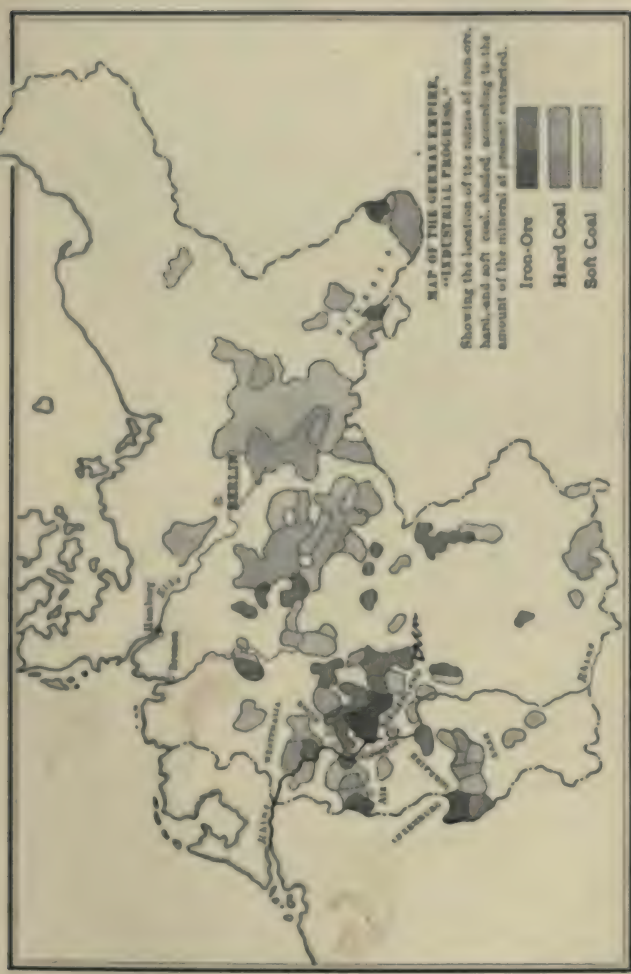 MAP OF THE GERMAN EMPIRE,
"INDUSTRIAL PROGRESS,"
Showing the location of the mines of iron-ore,
hard, and soft coal, shaded according to the
amount of the mineral at present extracted.
Iron-Ore
Hard Coal
Soft Coal
Hamburg
Elbe
Bremen
BERLIN
WESTPHALIA
Rhine
Aix
SAAR
Rhine